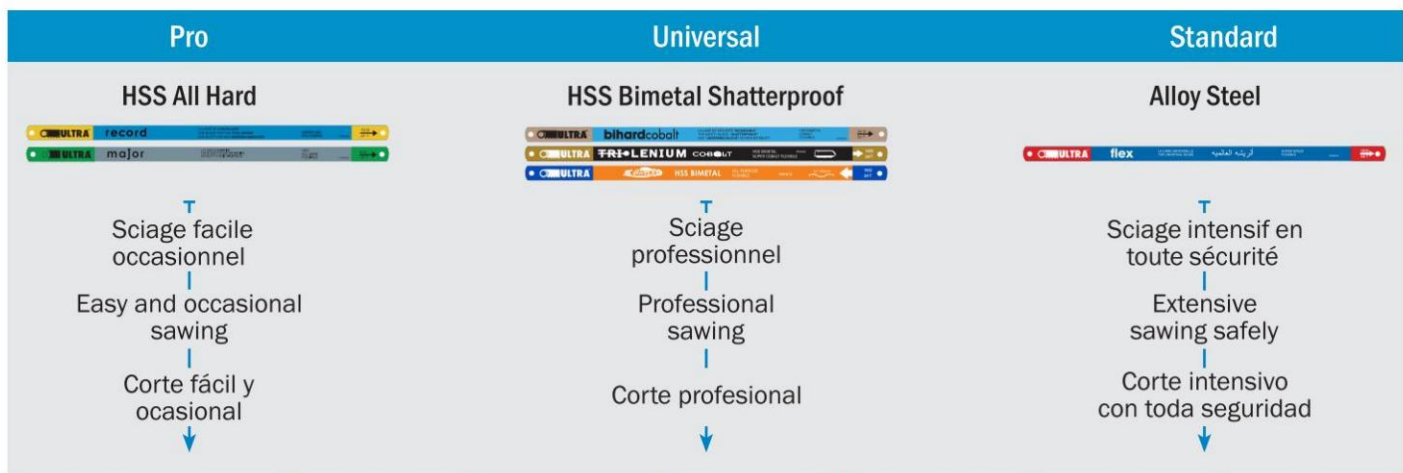 Pro
Universal
Standard
HSS All Hard
HSS Bimetal Shatterproof
Alloy Steel
ULTRA record
ULTRA major
ULTRA bihardcobalt
ULTRA TRI•LENIUM COBALT
ULTRA HSS BIMETAL
ULTRA flex
Sciage facile
occasionnel
Easy and occasional
sawing
Corte fácil y
ocasional
Sciage
professionnel
Professional
sawing
Corte profesional
Sciage intensif en
toute sécurité
Extensive
sawing safely
Corte intensivo
con toda seguridad